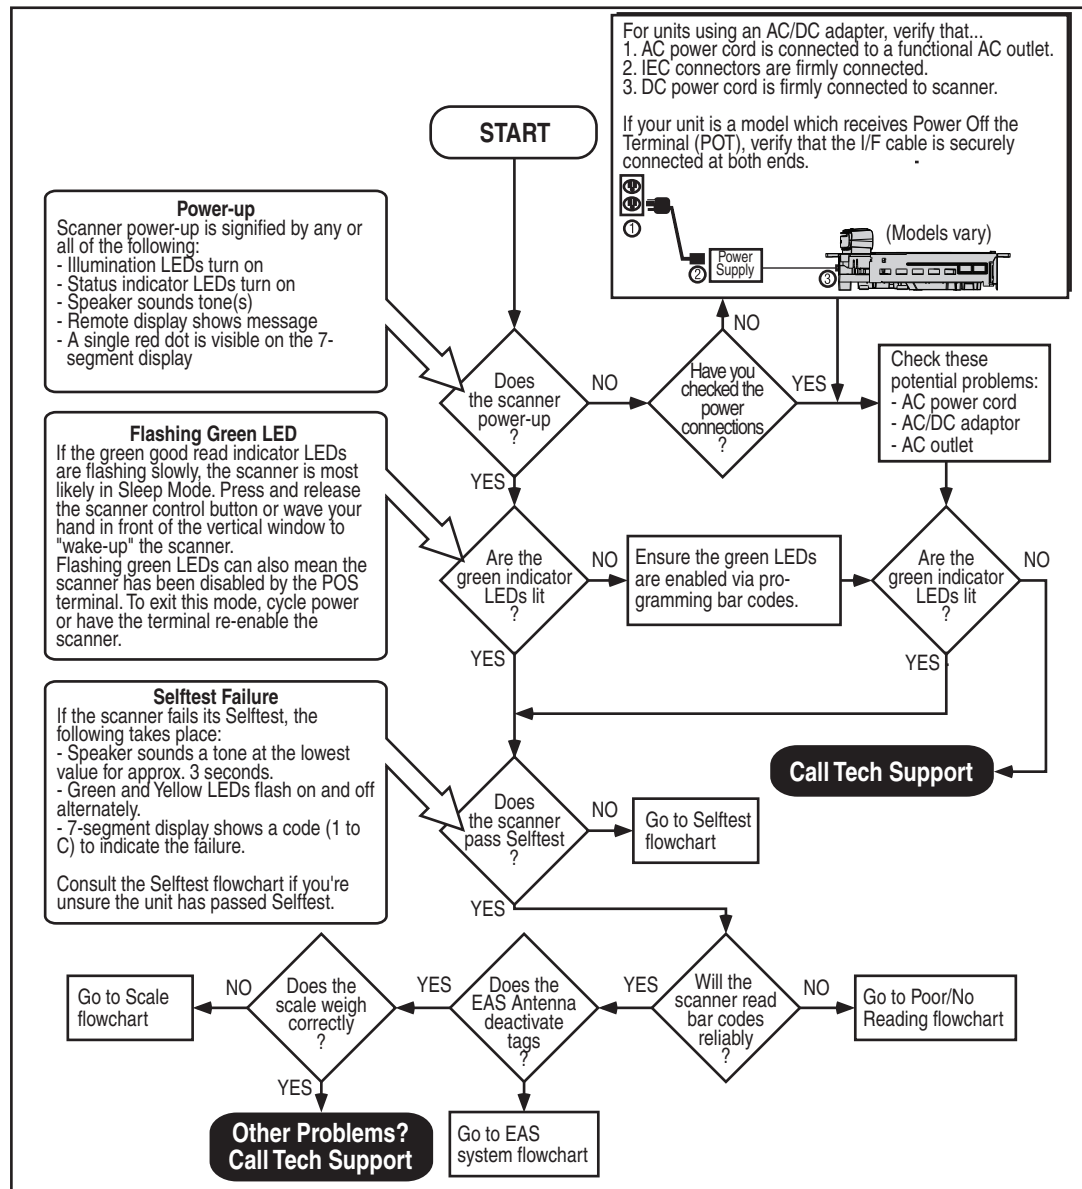 For units using an AC/DC adapter, verify that...
1. AC power cord is connected to a functional AC outlet.
2. IEC connectors are firmly connected.
3. DC power cord is firmly connected to scanner.
If your unit is a model which receives Power Off the
Terminal (POT), verify that the I/F cable is securely
connected at both ends.
1
2
Power
Supply
3
(Models vary)
START
Power-up
Scanner power-up is signified by any or
all of the following:
- Illumination LEDs turn on
- Status indicator LEDs turn on
- Speaker sounds tone(s)
- Remote display shows message
- A single red dot is visible on the 7-
segment display
Does
the scanner
power-up
?
NO
YES
Have you
checked the
power
connections
?
NO
YES
Check these
potential problems:
- AC power cord
- AC/DC adaptor
- AC outlet
Flashing Green LED
If the green good read indicator LEDs
are flashing slowly, the scanner is most
likely in Sleep Mode. Press and release
the scanner control button or wave your
hand in front of the vertical window to
"wake-up" the scanner.
Flashing green LEDs can also mean the
scanner has been disabled by the POS
terminal. To exit this mode, cycle power
or have the terminal re-enable the
scanner.
Are the
green indicator
LEDs lit
?
NO
YES
Ensure the green LEDs
are enabled via pro-
gramming bar codes.
Are the
green indicator
LEDs lit
?
NO
YES
Call Tech Support
Selftest Failure
If the scanner fails its Selftest, the
following takes place:
- Speaker sounds a tone at the lowest
value for approx. 3 seconds.
- Green and Yellow LEDs flash on and off
alternately.
- 7-segment display shows a code (1 to
C) to indicate the failure.
Consult the Selftest flowchart if you're
unsure the unit has passed Selftest.
Does
the scanner
pass Selftest
?
NO
YES
Go to Selftest
flowchart
Will the
scanner read
bar codes
reliably
?
NO
YES
Go to Poor/No
Reading flowchart
Does the
EAS Antenna
deactivate
tags
?
YES
Go to EAS
system flowchart
Does the
scale weigh
correctly
?
NO
YES
Go to Scale
flowchart
Other Problems?
Call Tech Support